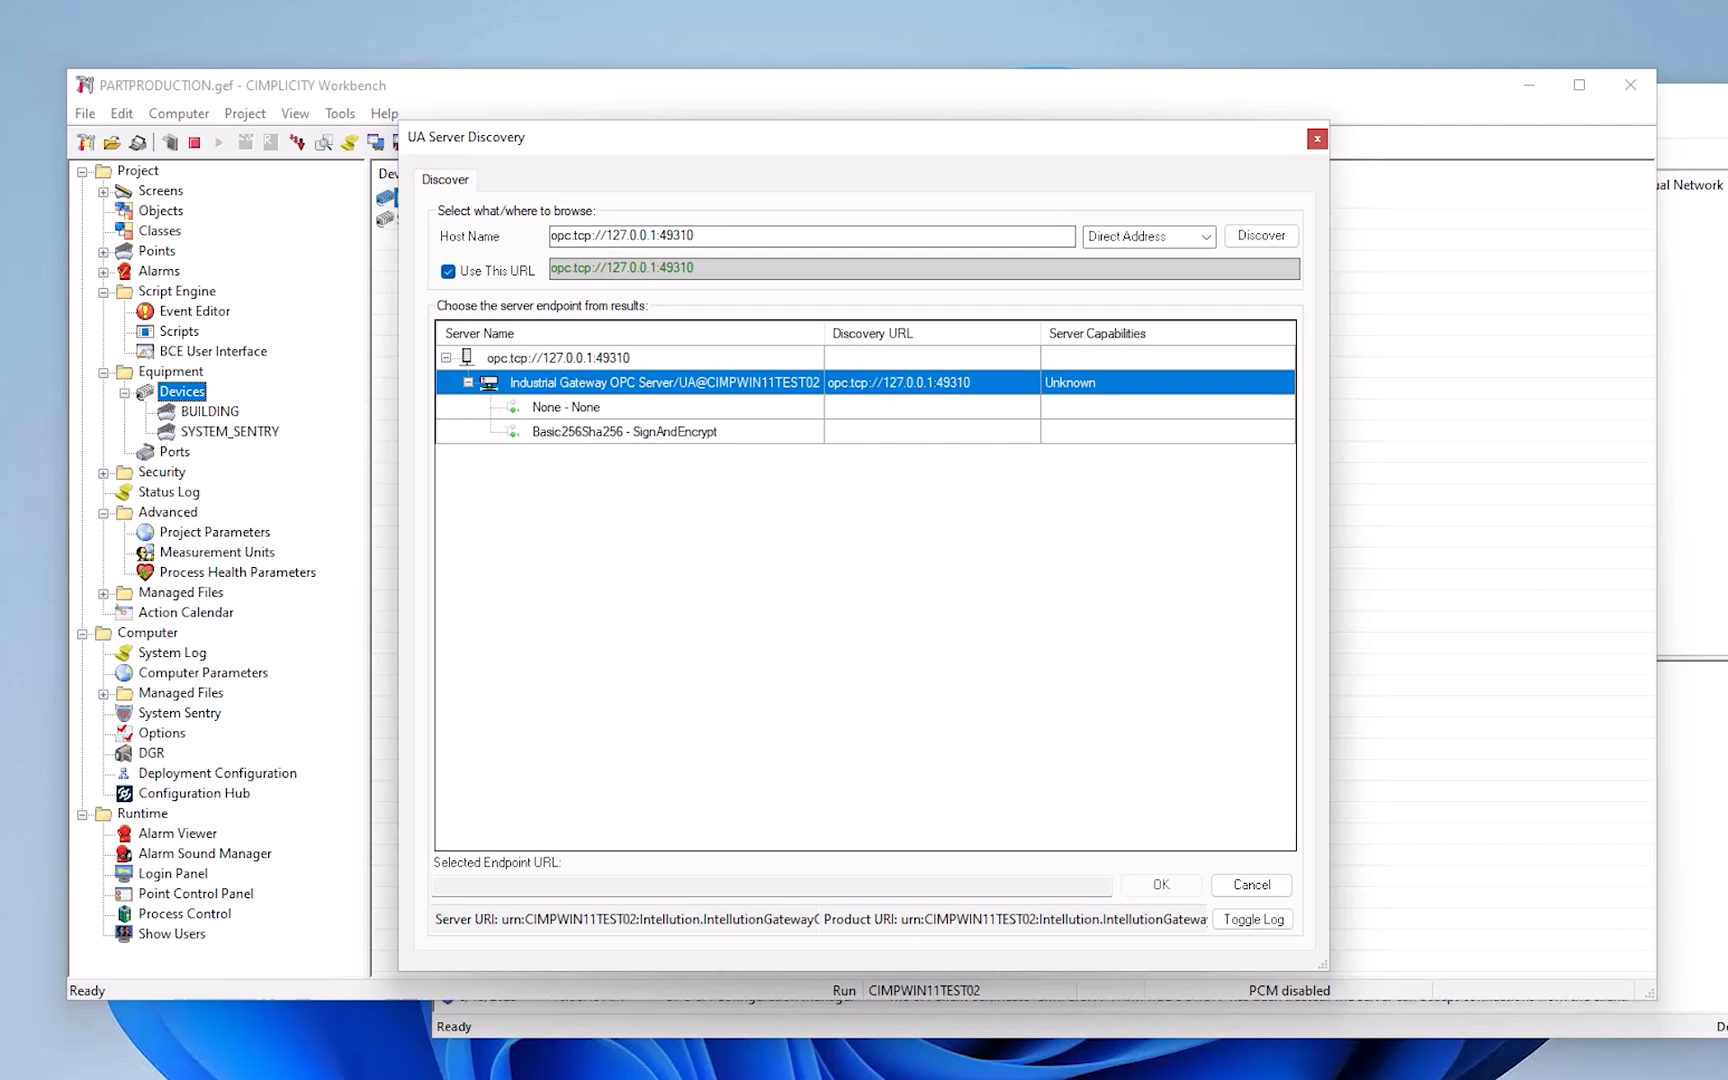 PARTPRODUCTION.gef - CIMPLICITY Workbench
File Edit Computer Project View Tools Help
Project
Screens
Objects
Classes
Points
Alarms
Script Engine
Event Editor
Scripts
BCE User Interface
Equipment
Devices
BUILDING
SYSTEM_SENTRY
Ports
Security
Status Log
Advanced
Project Parameters
Measurement Units
Process Health Parameters
Managed Files
Action Calendar
Computer
System Log
Computer Parameters
Managed Files
System Sentry
Options
DGR
Deployment Configuration
Configuration Hub
Runtime
Alarm Viewer
Alarm Sound Manager
Login Panel
Point Control Panel
Process Control
Show Users
Dev
UA Server Discovery
x
Discover
Select what/where to browse:
Host Name opc.tcp://127.0.0.1:49310 Direct Address Discover
Use This URL opc.tcp://127.0.0.1:49310
Choose the server endpoint from results:
Server Name Discovery URL Server Capabilities
opc.tcp://127.0.0.1:49310
Industrial Gateway OPC Server/UA@CIMPWIN11TEST02 opc.tcp://127.0.0.1:49310 Unknown
None - None
Basic256Sha256 - SignAndEncrypt
Selected Endpoint URL:
OK Cancel
Server URI: urn:CIMPWIN11TEST02:Intellution.IntellutionGatewayC Product URI: urn:CIMPWIN11TEST02:Intellution.IntellutionGatewa Toggle Log
ual Network
Ready Run CIMPWIN11TEST02 PCM disabled
Ready De